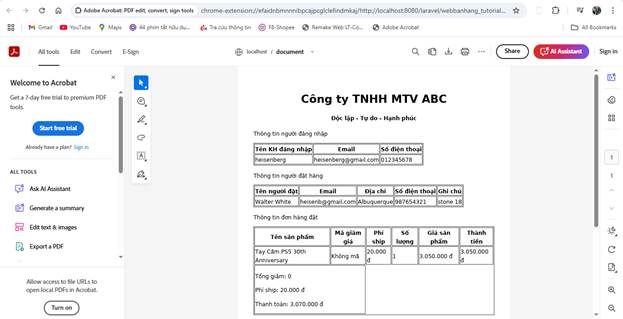 Adobe Acrobat: PDF edit, convert, sign tools
chrome-extension://efaidnbmnnnibpcajpcglclefindmkaj/http://localhost:8080/laravel/webbanhang_tutorial...
Gmail
YouTube
Maps
44 phím tắt hữu dụ...
Tra cứu thông tin
F8-Shopee
Remake Web LT-Có...
Adobe Acrobat
All Bookmarks
All tools
Edit
Convert
E-Sign
localhost / document
Share
AI Assistant
Sign in
Welcome to Acrobat
Get a 7-day free trial to premium PDF
tools.
Start free trial
Already have a plan? Sign in
ALL TOOLS
Ask AI Assistant
Generate a summary
Edit text & images
Export a PDF
Allow access to file URLs to
open local PDFs in Acrobat.
Turn on
Công ty TNHH MTV ABC
Độc lập - Tự do - Hạnh phúc
Thông tin người đăng nhập
Tên KH đăng nhập Email Số điện thoại
heisenberg heisenberg@gmail.com 012345678
Thông tin người đặt hàng
Tên người đặt Email Địa chỉ Số điện thoại Ghi chú
Walter White heisenb@gmail.com Albuquerque 987654321 stone 18
Thông tin đơn hàng đặt
Tên sản phẩm Mã giảm giá Phí ship Số lượng Giá sản phẩm Thành tiền
Tay Cầm PS5 30th Anniversary Không mã 20.000 đ 1 3.050.000 đ 3.050.000 đ
Tổng giảm: 0
Phí ship: 20.000 đ
Thanh toán: 3.070.000 đ
1
1